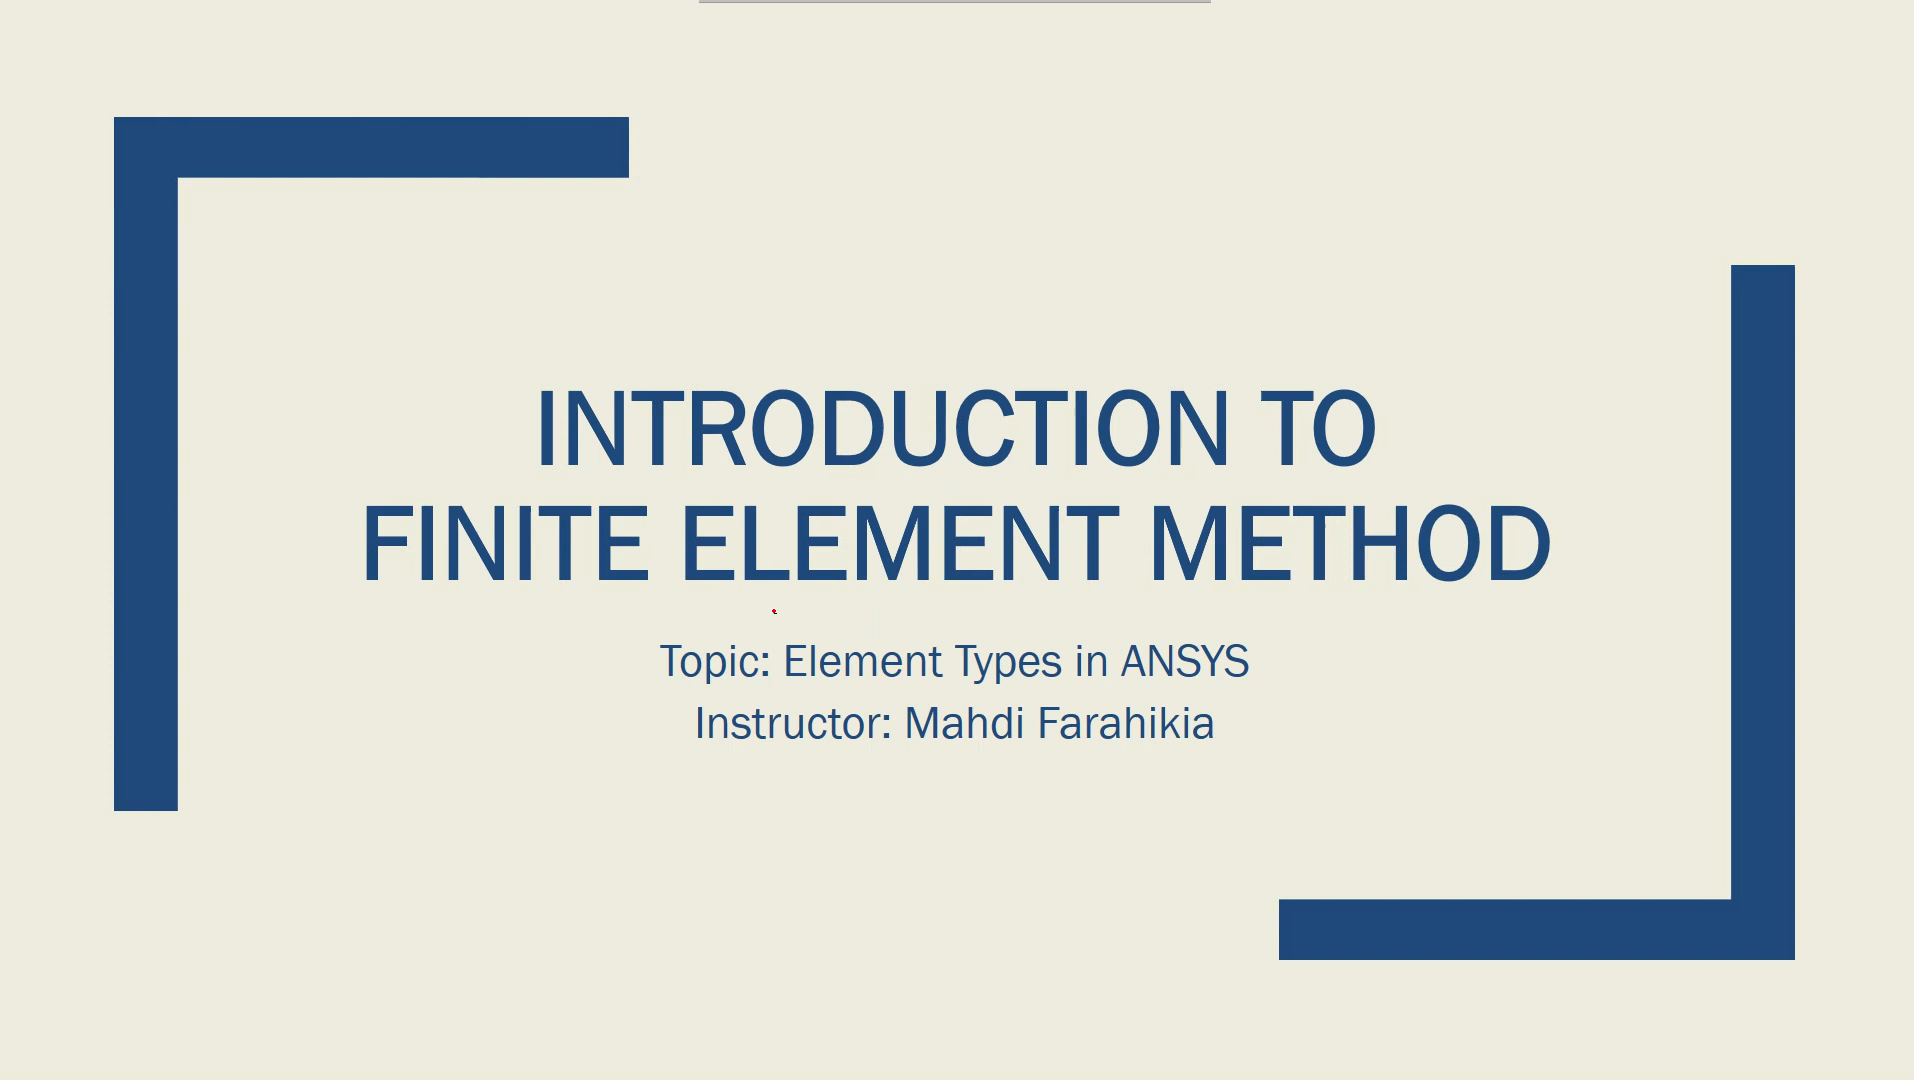 INTRODUCTION TO
FINITE ELEMENT METHOD
Topic: Element Types in ANSYS
Instructor: Mahdi Farahikia